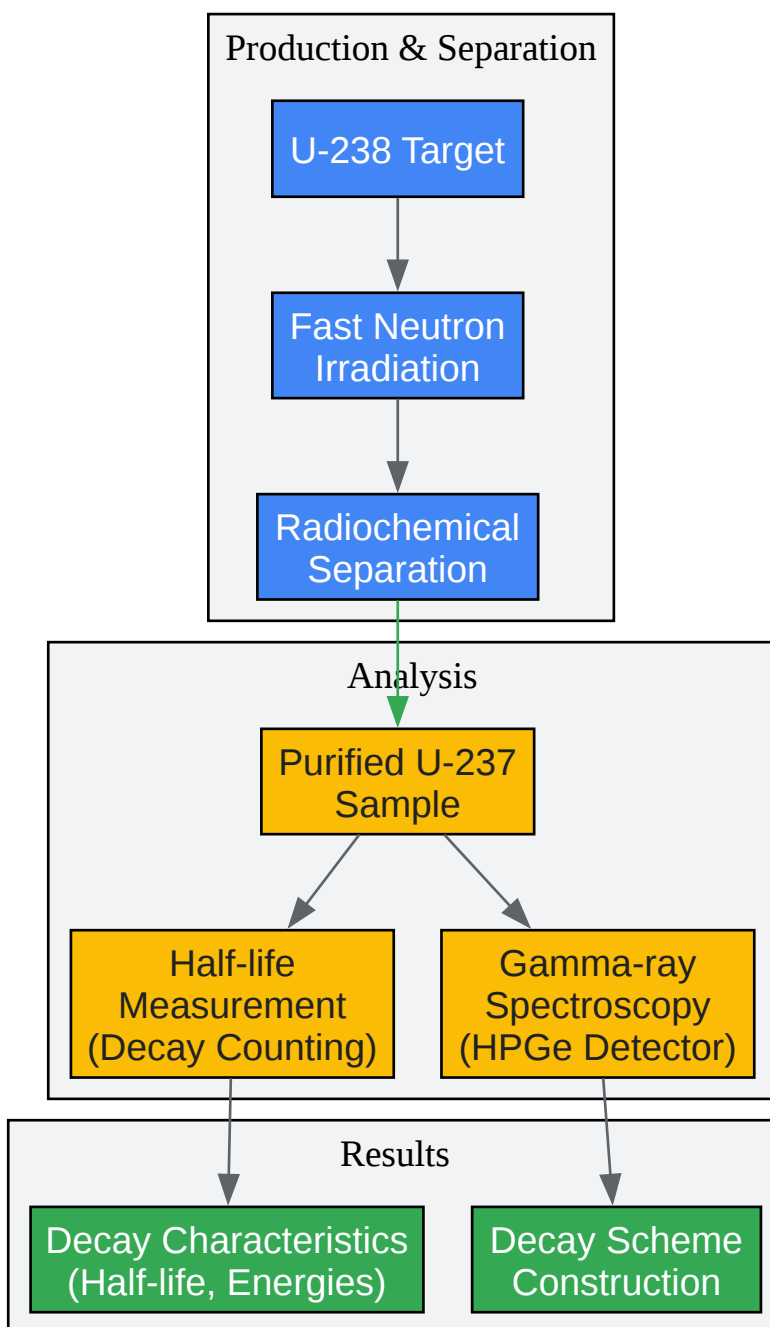 Production & Separation
U-238 Target
Fast Neutron
Irradiation
Radiochemical
Separation
Analysis
Purified U-237
Sample
Half-life
Measurement
(Decay Counting)
Gamma-ray
Spectroscopy
(HPGe Detector)
Results
Decay Characteristics
(Half-life, Energies)
Decay Scheme
Construction